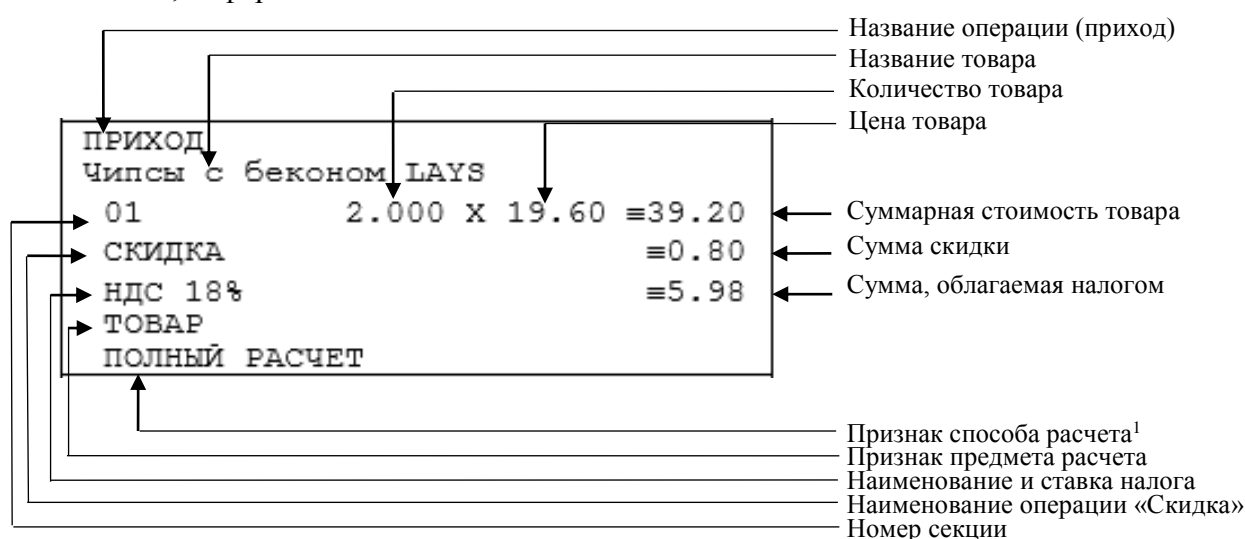 Название операции (приход)
Название товара
Количество товара
Цена товара
ПРИХОД
Чипсы с беконом LAYS
01 2.000 X 19.60 ≡39.20
Суммарная стоимость товара
СКИДКА ≡0.80
Сумма скидки
НДС 18% ≡5.98
Сумма, облагаемая налогом
ТОВАР
ПОЛНЫЙ РАСЧЕТ
Признак способа расчета¹
Признак предмета расчета
Наименование и ставка налога
Наименование операции «Скидка»
Номер секции